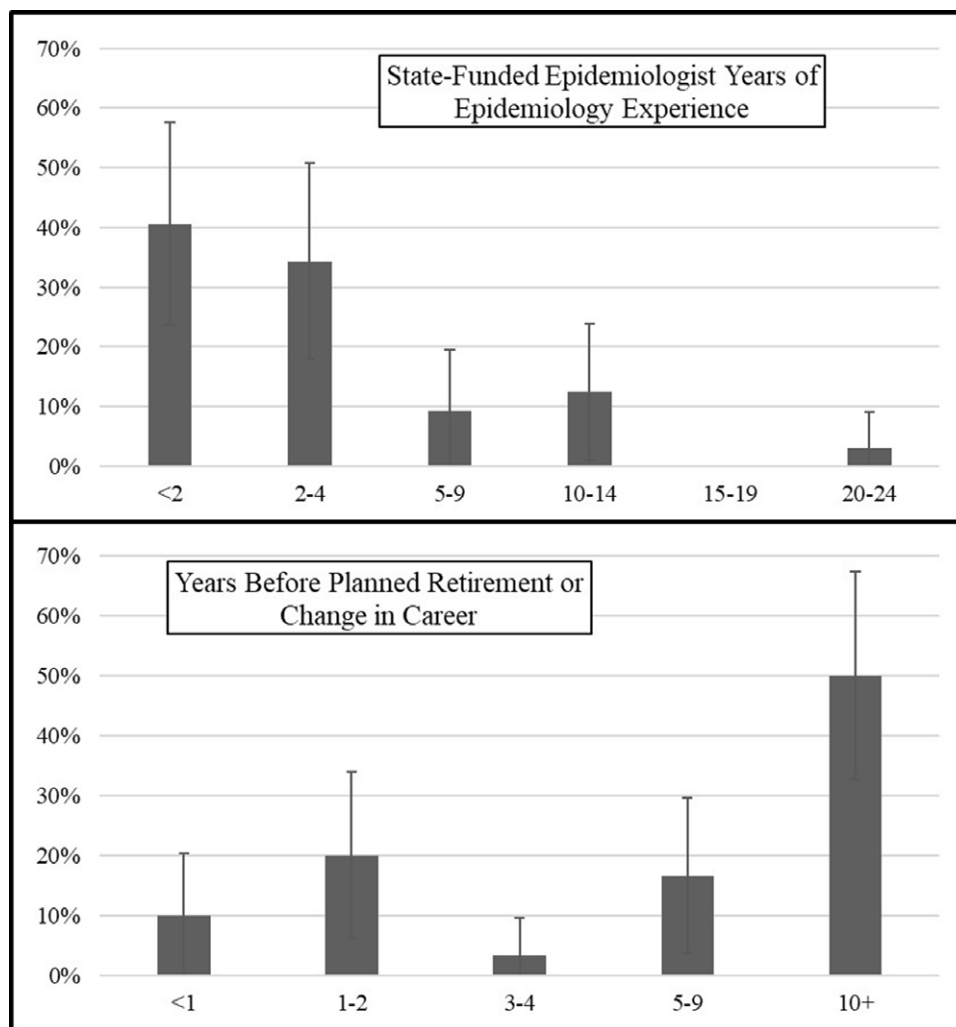 70%
State-Funded Epidemiologist Years of
Epidemiology Experience
60%
50%
40%
30%
20%
10%
0%
<2 2-4 5-9 10-14 15-19 20-24
70%
Years Before Planned Retirement or
Change in Career
60%
50%
40%
30%
20%
10%
0%
<1 1-2 3-4 5-9 10+